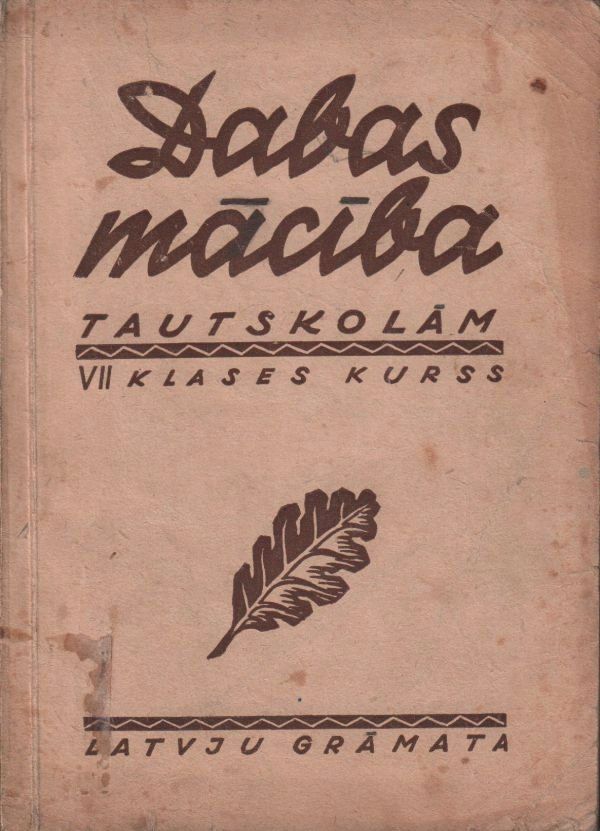 Dabas
mācība
TAUTSKOLĀM
VII KLASES KURSS
LATVJU GRĀMATA